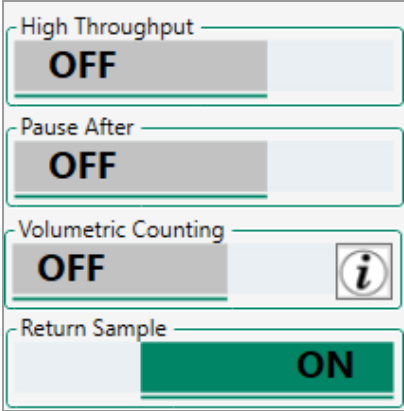 High Throughput
OFF
Pause After
OFF
Volumetric Counting
OFF
i
Return Sample
ON